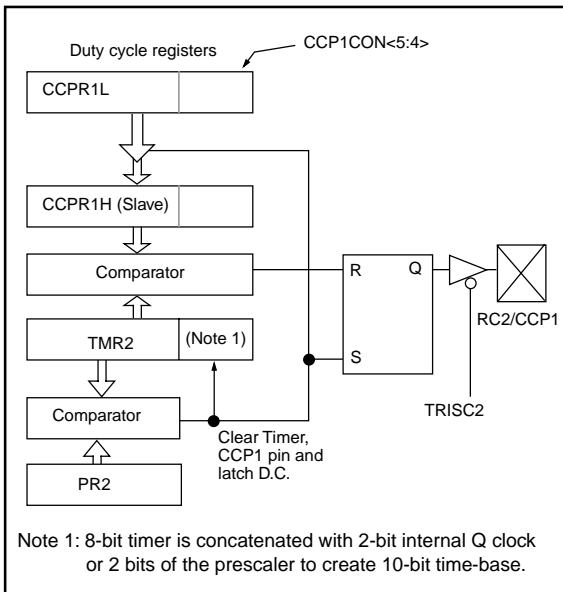 Duty cycle registers
CCP1CON<5:4>
CCPR1L
CCPR1H (Slave)
Comparator
R
Q
RC2/CCP1
TMR2
(Note 1)
S
TRISC2
Comparator
Clear Timer,
CCP1 pin and
latch D.C.
PR2
Note 1: 8-bit timer is concatenated with 2-bit internal Q clock
or 2 bits of the prescaler to create 10-bit time-base.